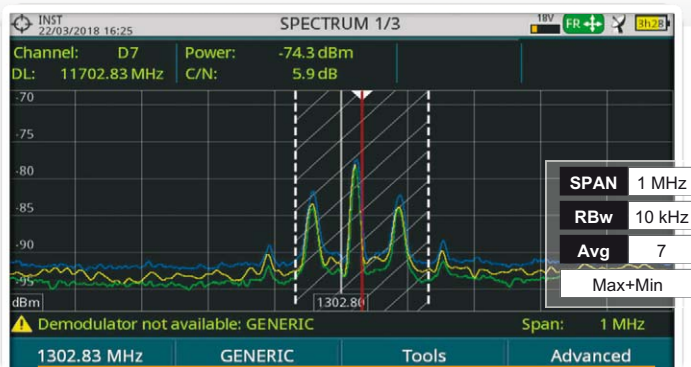 INST
22/03/2018 16:25
SPECTRUM 1/3
18V
FR
3h28
Channel: D7
Power: -74.3 dBm
DL: 11702.83 MHz
C/N: 5.9 dB
-70
-75
-80
-85
-90
-95
dBm
1302.80
SPAN 1 MHz
RBw 10 kHz
Avg 7
Max+Min
Demodulator not available: GENERIC
Span: 1 MHz
1302.83 MHz
GENERIC
Tools
Advanced